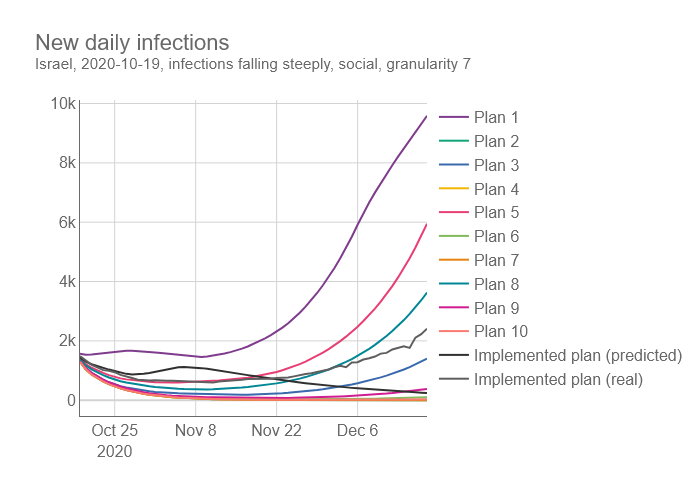 New daily infections
Israel, 2020-10-19, infections falling steeply, social, granularity 7
10k
8k
6k
4k
2k
0
Oct 25
2020
Nov 8
Nov 22
Dec 6
Plan 1
Plan 2
Plan 3
Plan 4
Plan 5
Plan 6
Plan 7
Plan 8
Plan 9
Plan 10
Implemented plan (predicted)
Implemented plan (real)